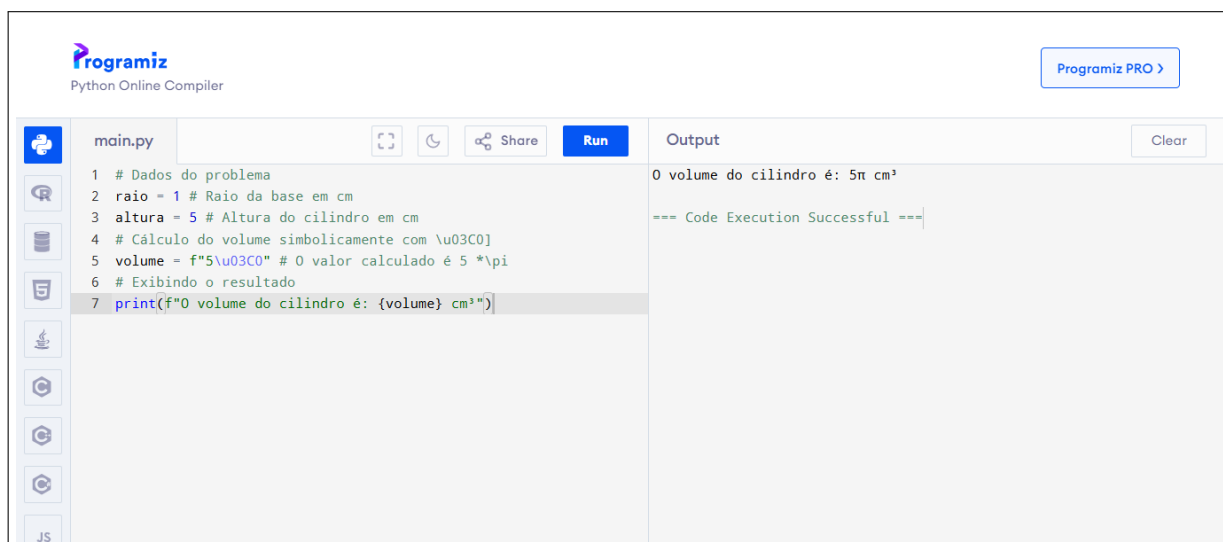 Programiz
Python Online Compiler
Programiz PRO >
main.py
Share
Run
Output
Clear
1 # Dados do problema
2 raio = 1 # Raio da base em cm
3 altura = 5 # Altura do cilindro em cm
4 # Cálculo do volume simbolicamente com \u03C0]
5 volume = f"5\u03C0" # O valor calculado é 5 *\pi
6 # Exibindo o resultado
7 print(f"O volume do cilindro é: {volume} cm³")
O volume do cilindro é: 5π cm³
=== Code Execution Successful ===
JS